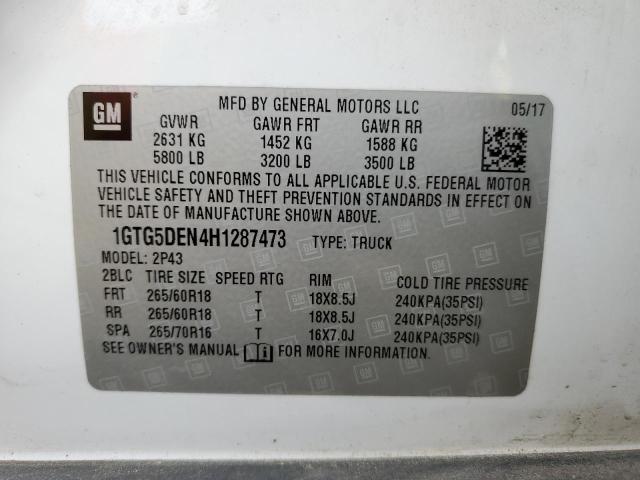 GM
MFD BY GENERAL MOTORS LLC 05/17
GVWR GAWR FRT GAWR RR
2631 KG 1452 KG 1588 KG
5800 LB 3200 LB 3500 LB
THIS VEHICLE CONFORMS TO ALL APPLICABLE U.S. FEDERAL MOTOR
VEHICLE SAFETY AND THEFT PREVENTION STANDARDS IN EFFECT ON
THE DATE OF MANUFACTURE SHOWN ABOVE.
1GTG5DEN4H1287473 TYPE: TRUCK
MODEL: 2P43
2BLC TIRE SIZE SPEED RTG RIM COLD TIRE PRESSURE
FRT 265/60R18 T 18X8.5J 240KPA(35PSI)
RR 265/60R18 T 18X8.5J 240KPA(35PSI)
SPA 265/70R16 T 16X7.0J 240KPA(35PSI)
SEE OWNER'S MANUAL FOR MORE INFORMATION.